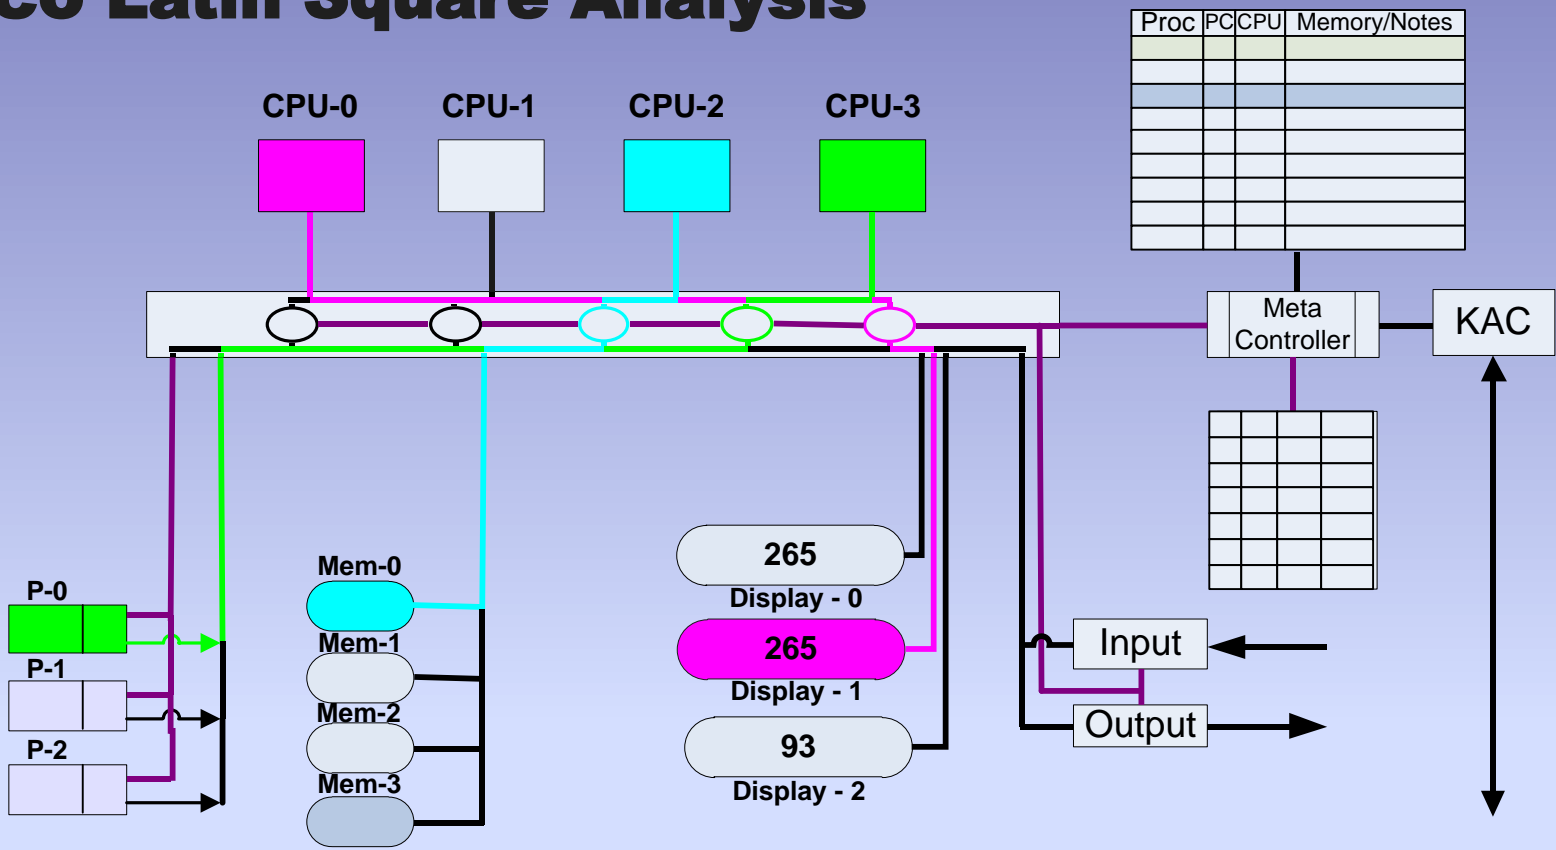 Latin Square Analysis
Proc PC CPU Memory/Notes
CPU-0 CPU-1 CPU-2 CPU-3
Meta
Controller
KAC
265
Display - 0
265
Display - 1
93
Display - 2
Mem-0
Mem-1
Mem-2
Mem-3
P-0
P-1
P-2
Input
Output